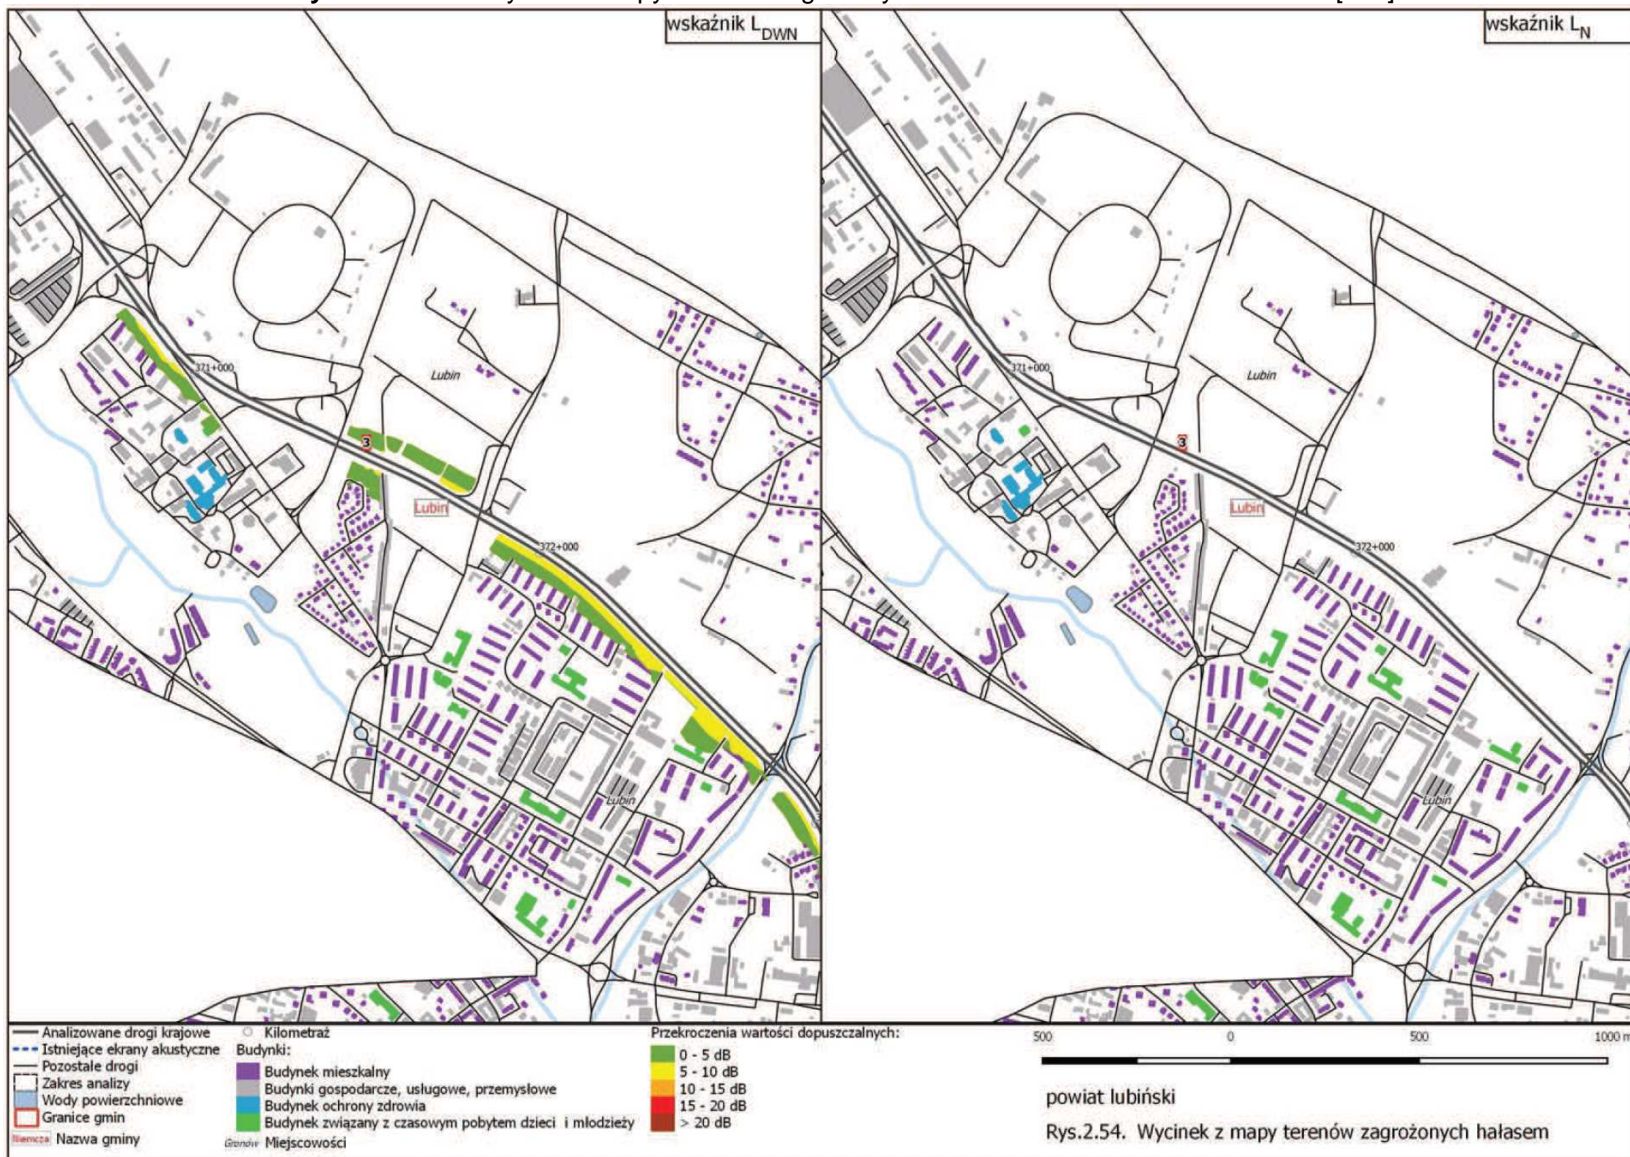 wskaźnik L_DWN
wskaźnik L_N
371+000
Lubin
3
Lubin
372+000
Lubin
371+000
Lubin
3
Lubin
372+000
Lubin
Analizowane drogi krajowe
Istniejące ekrany akustyczne
Pozostałe drogi
Zakres analizy
Wody powierzchniowe
Granice gmin
Niemcza Nazwa gminy
Kilometraż
Budynki:
Budynek mieszkalny
Budynki gospodarcze, usługowe, przemysłowe
Budynek ochrony zdrowia
Budynek związany z czasowym pobytem dzieci i młodzieży
Gronów Miejscowości
Przekroczenia wartości dopuszczalnych:
0 - 5 dB
5 - 10 dB
10 - 15 dB
15 - 20 dB
> 20 dB
500 0 500 1000 m
powiat lubiński
Rys.2.54. Wycinek z mapy terenów zagrożonych hałasem